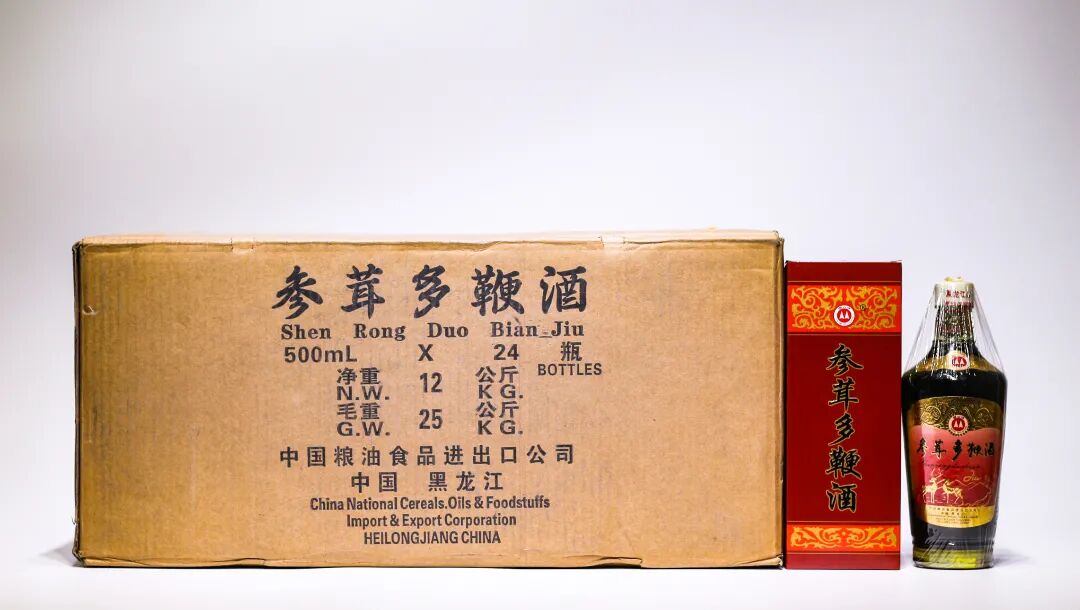 参茸多鞭酒
Shen Rong Duo Bian Jiu
500mL X 24 瓶
BOTTLES
净重 12 公斤
N.W. KG.
毛重 25 公斤
G.W. KG.
中国粮油食品进出口公司
中国 黑龙江
China National Cereals.Oils & Foodstuffs
Import & Export Corporation
HEILONGJIANG CHINA
参茸多鞭酒
黑龙江
参茸多鞭酒